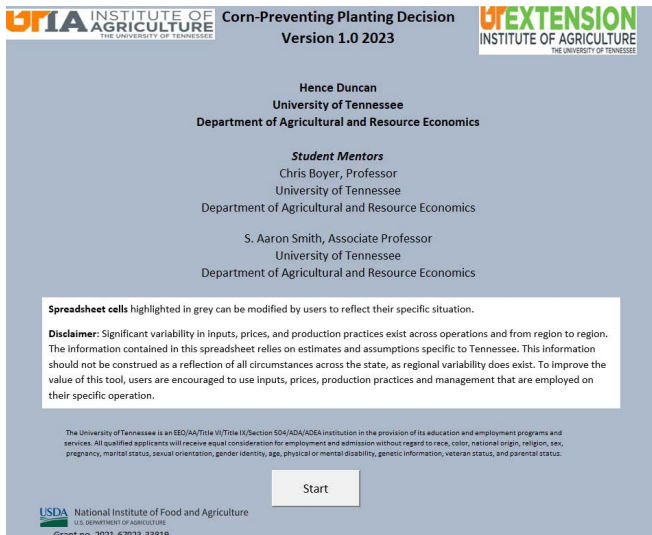 UTIA INSTITUTE OF
AGRICULTURE
THE UNIVERSITY OF TENNESSEE
Corn-Preventing Planting Decision
Version 1.0 2023
UTEXTENSION
INSTITUTE OF AGRICULTURE
THE UNIVERSITY OF TENNESSEE
Hence Duncan
University of Tennessee
Department of Agricultural and Resource Economics
Student Mentors
Chris Boyer, Professor
University of Tennessee
Department of Agricultural and Resource Economics
S. Aaron Smith, Associate Professor
University of Tennessee
Department of Agricultural and Resource Economics
Spreadsheet cells highlighted in grey can be modified by users to reflect their specific situation.
Disclaimer: Significant variability in inputs, prices, and production practices exist across operations and from region to region.
The information contained in this spreadsheet relies on estimates and assumptions specific to Tennessee. This information
should not be construed as a reflection of all circumstances across the state, as regional variability does exist. To improve the
value of this tool, users are encouraged to use inputs, prices, production practices and management that are employed on
their specific operation.
The University of Tennessee is an EEO/AA/Title VI/Title IX/Section 504/ADA/ADEA institution in the provision of its education and employment programs and
services. All qualified applicants will receive equal consideration for employment and admission without regard to race, color, national origin, religion, sex,
pregnancy, marital status, sexual orientation, gender identity, age, physical or mental disability, genetic information, veteran status, and parental status.
Start
USDA National Institute of Food and Agriculture
U.S. DEPARTMENT OF AGRICULTURE
Grant no. 2021-67023-33819